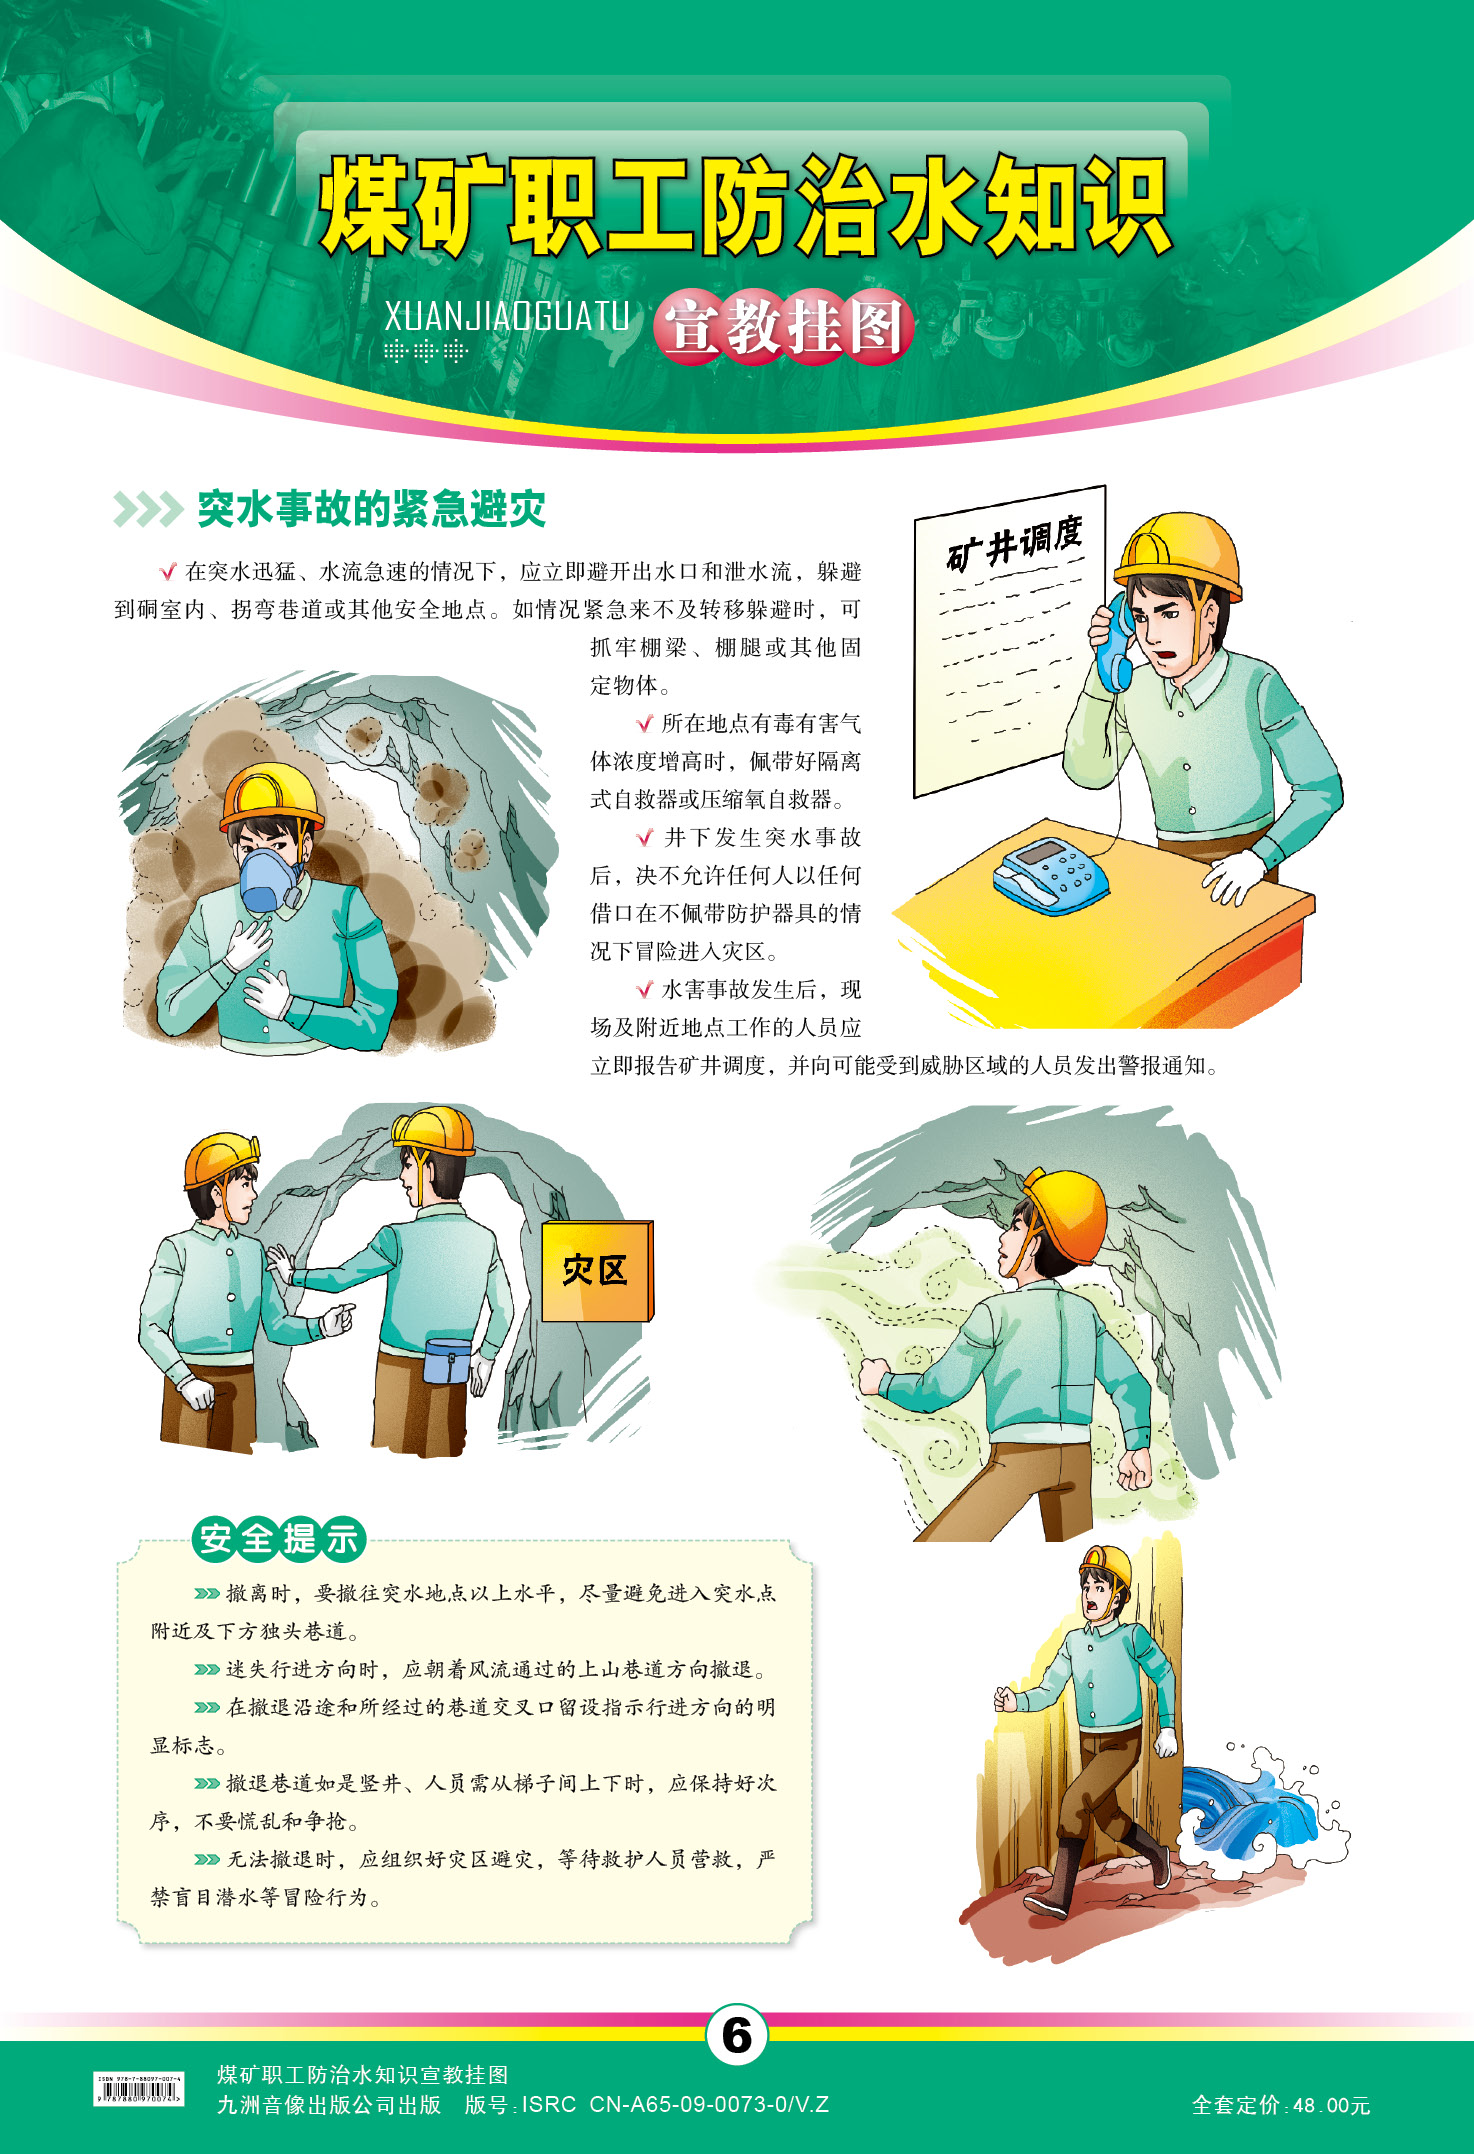 煤矿职工防治水知识
XUANJIAOGUATU 宣教挂图
突水事故的紧急避灾
在突水迅猛、水流急速的情况下，应立即避开出水口和泄水流，躲避
到硐室内、拐弯巷道或其他安全地点。如情况紧急来不及转移躲避时，可
抓牢棚梁、棚腿或其他固
定物体。
所在地点有毒有害气
体浓度增高时，佩带好隔离
式自救器或压缩氧自救器。
井下发生突水事故
后，决不允许任何人以任何
借口在不佩带防护器具的情
况下冒险进入灾区。
水害事故发生后，现
场及附近地点工作的人员应
立即报告矿井调度，并向可能受到威胁区域的人员发出警报通知。
矿井调度
灾区
安全提示
撤离时，要撤往突水地点以上水平，尽量避免进入突水点
附近及下方独头巷道。
迷失行进方向时，应朝着风流通过的上山巷道方向撤退。
在撤退沿途和所经过的巷道交叉口留设指示行进方向的明
显标志。
撤退巷道如是竖井、人员需从梯子间上下时，应保持好次
序，不要慌乱和争抢。
无法撤退时，应组织好灾区避灾，等待救护人员营救，严
禁盲目潜水等冒险行为。
6
ISBN 978-7-88097-007-4
9 787880 970074 >
煤矿职工防治水知识宣教挂图
九洲音像出版公司出版 版号:ISRC CN-A65-09-0073-0/V.Z
全套定价:48.00元